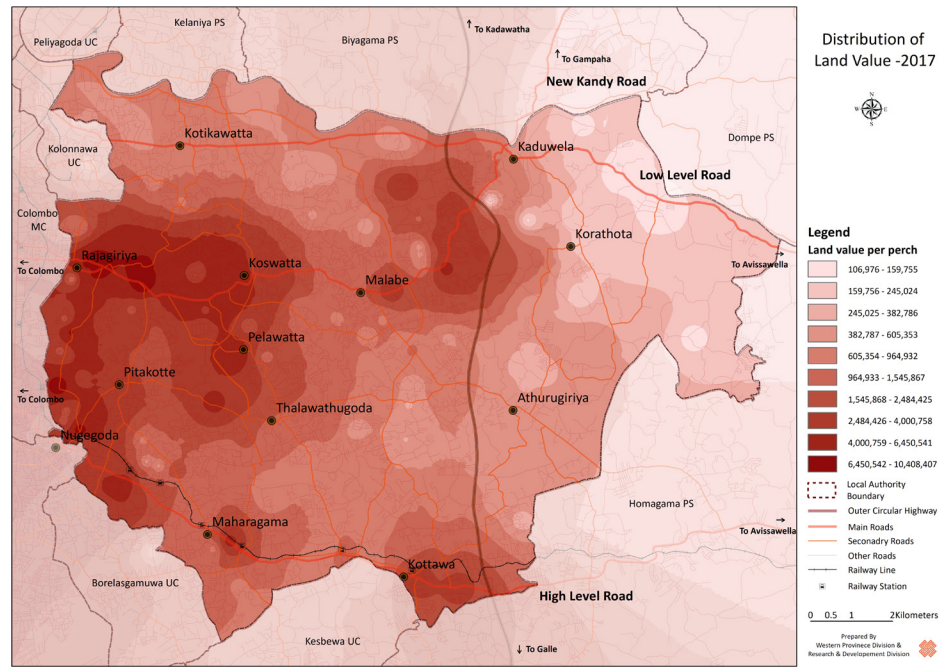 Distribution of
Land Value -2017
N
W
E
S
Peliyagoda UC
Kelaniya PS
Biyagama PS
To Kadawatha
To Gampaha
New Kandy Road
Dompe PS
Kolonnawa
UC
Kotikawatta
Kaduwela
Low Level Road
Colombo
MC
Korathota
To Avissawella
Rajagiriya
To Colombo
Koswatta
Malabe
Pelawatta
Pitakotte
To Colombo
Thalawathugoda
Athurugiriya
Nugegoda
Homagama PS
Maharagama
To Avissawella
Borelasgamuwa UC
Kottawa
High Level Road
Kesbewa UC
To Galle
Legend
Land value per perch
106,976 - 159,755
159,756 - 245,024
245,025 - 382,786
382,787 - 605,353
605,354 - 964,932
964,933 - 1,545,867
1,545,868 - 2,484,425
2,484,426 - 4,000,758
4,000,759 - 6,450,541
6,450,542 - 10,408,407
Local Authority
Boundary
Outer Circular Highway
Main Roads
Seconadry Roads
Other Roads
Railway Line
Railway Station
0 0.5 1 2Kilometers
Prepared By
Western Provinece Division &
Research & Developement Division